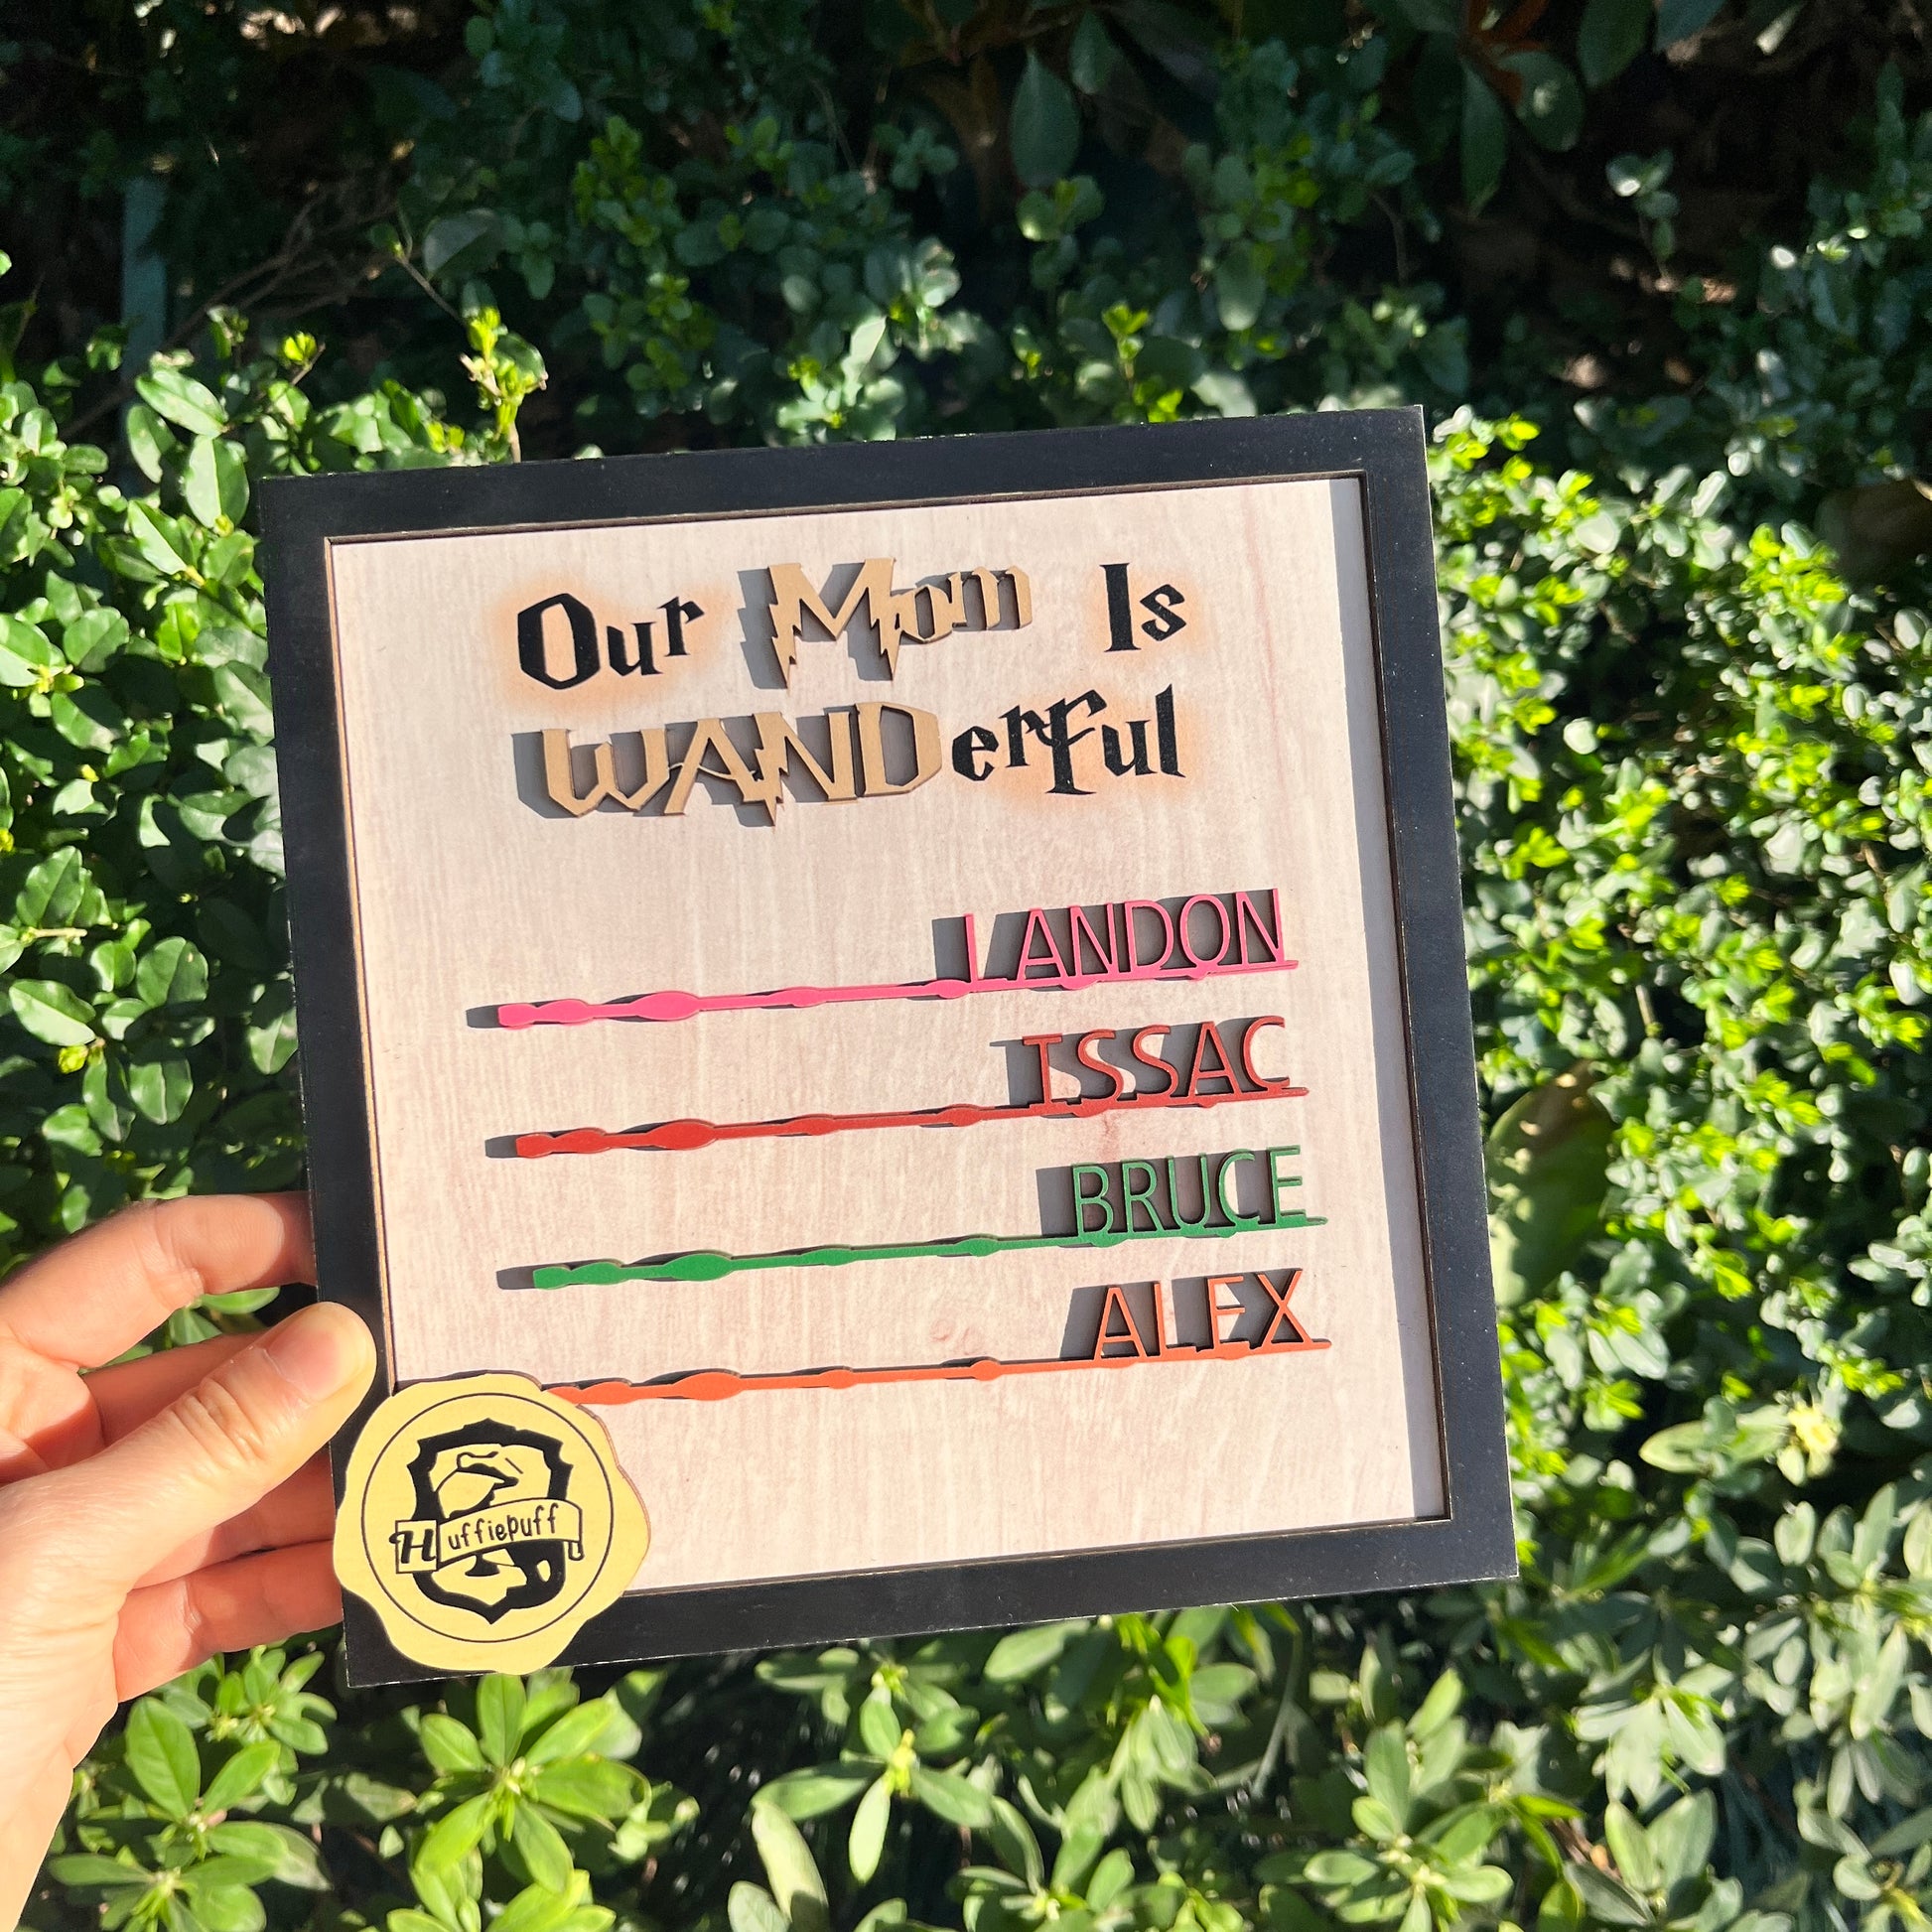 Our Mom Is
WANDerful
LANDON
ISSAC
BRUCE
ALEX
Huffiepuff